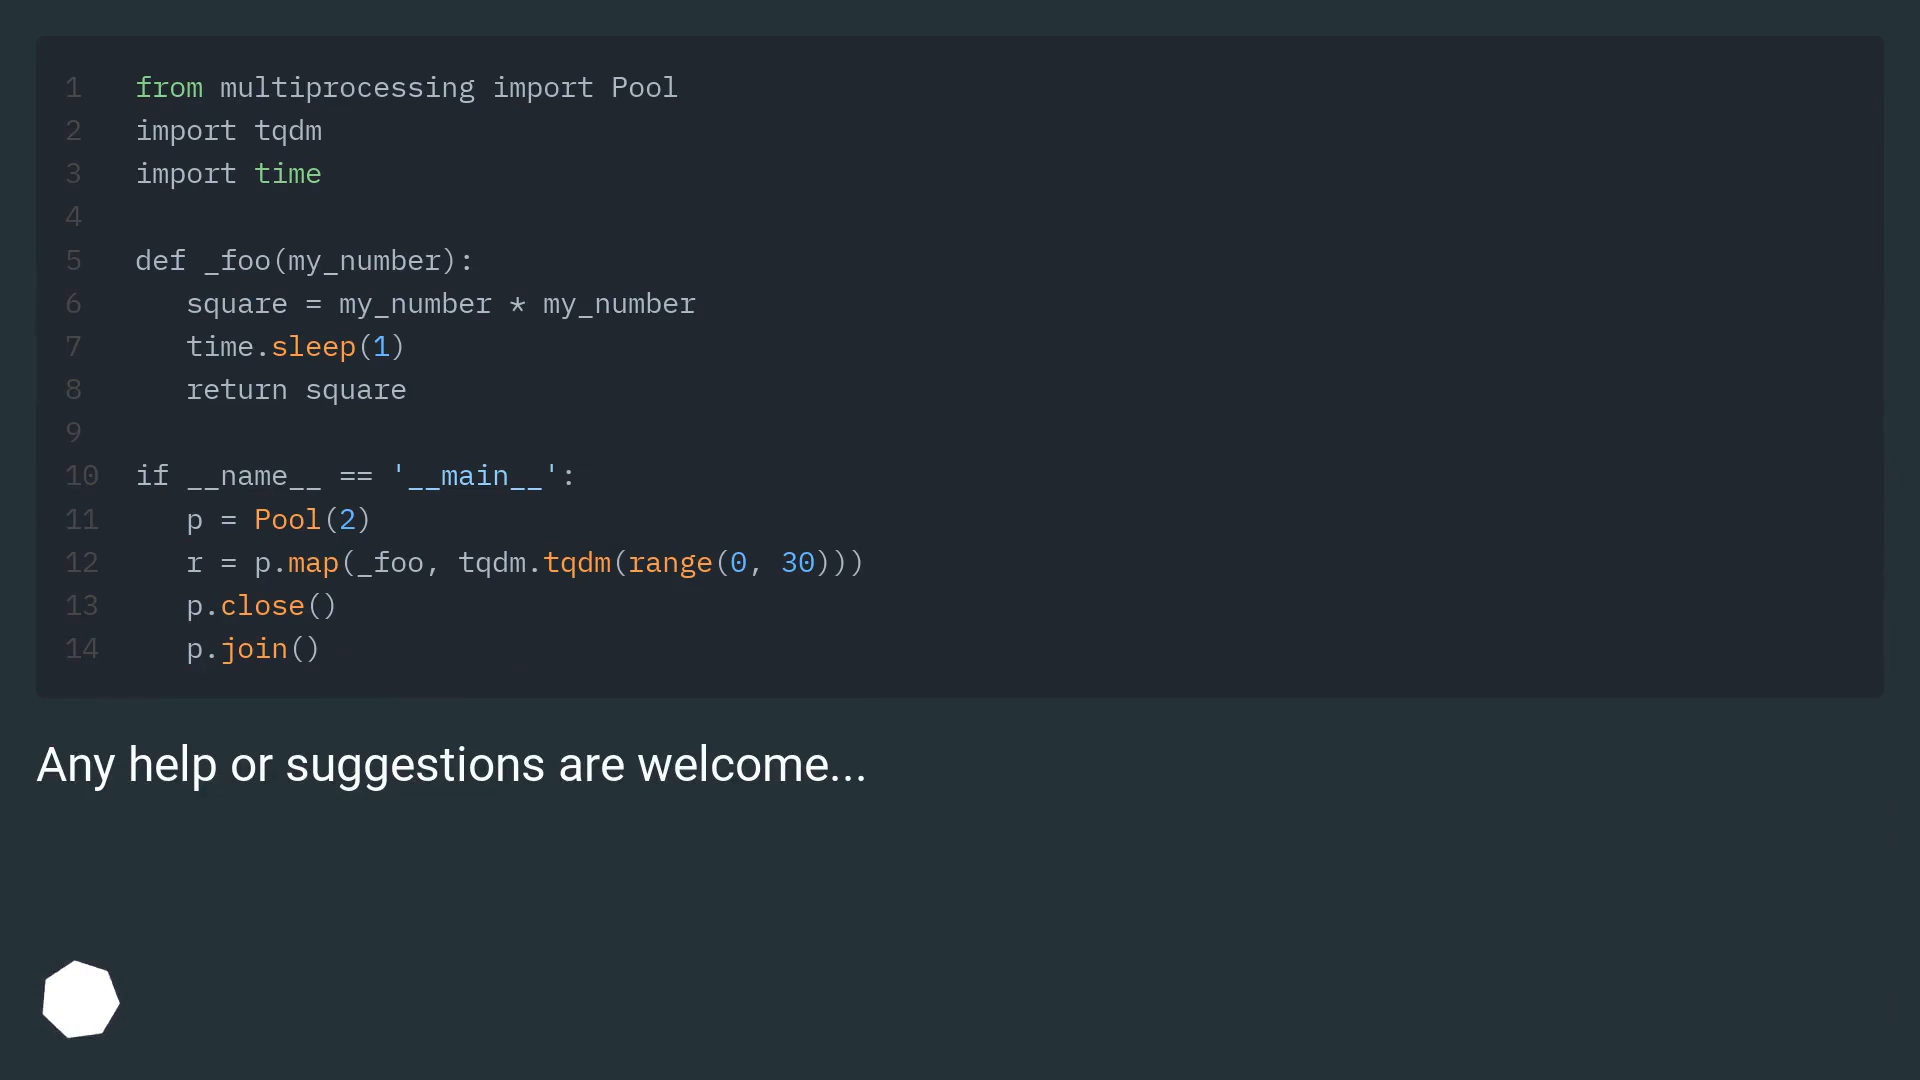 1 from multiprocessing import Pool
2 import tqdm
3 import time
4
5 def _foo(my_number):
6    square = my_number * my_number
7    time.sleep(1)
8    return square
9
10 if __name__ == '__main__':
11    p = Pool(2)
12    r = p.map(_foo, tqdm.tqdm(range(0, 30)))
13    p.close()
14    p.join()
Any help or suggestions are welcome...